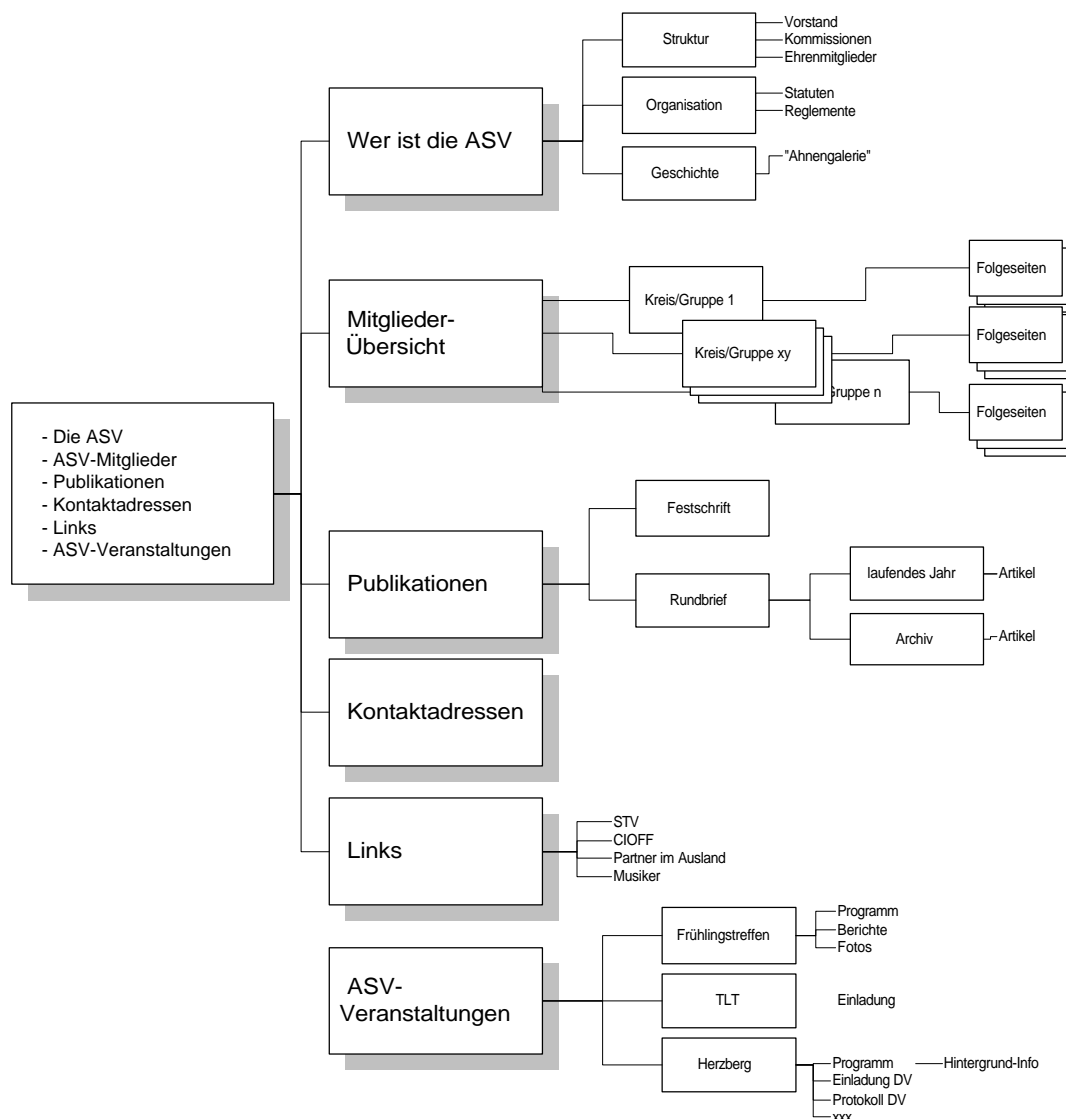 - Die ASV
- ASV-Mitglieder
- Publikationen
- Kontaktadressen
- Links
- ASV-Veranstaltungen
Wer ist die ASV
Struktur
Vorstand
Kommissionen
Ehrenmitglieder
Organisation
Statuten
Reglemente
Geschichte
"Ahnengalerie"
Mitglieder-
Übersicht
Kreis/Gruppe 1
Folgeseiten
Kreis/Gruppe xy
Folgeseiten
Gruppe n
Folgeseiten
Publikationen
Festschrift
Rundbrief
laufendes Jahr
Artikel
Archiv
Artikel
Kontaktadressen
Links
STV
CIOFF
Partner im Ausland
Musiker
ASV-
Veranstaltungen
Frühlingstreffen
Programm
Berichte
Fotos
TLT
Einladung
Herzberg
Programm
Hintergrund-Info
Einladung DV
Protokoll DV
xxx